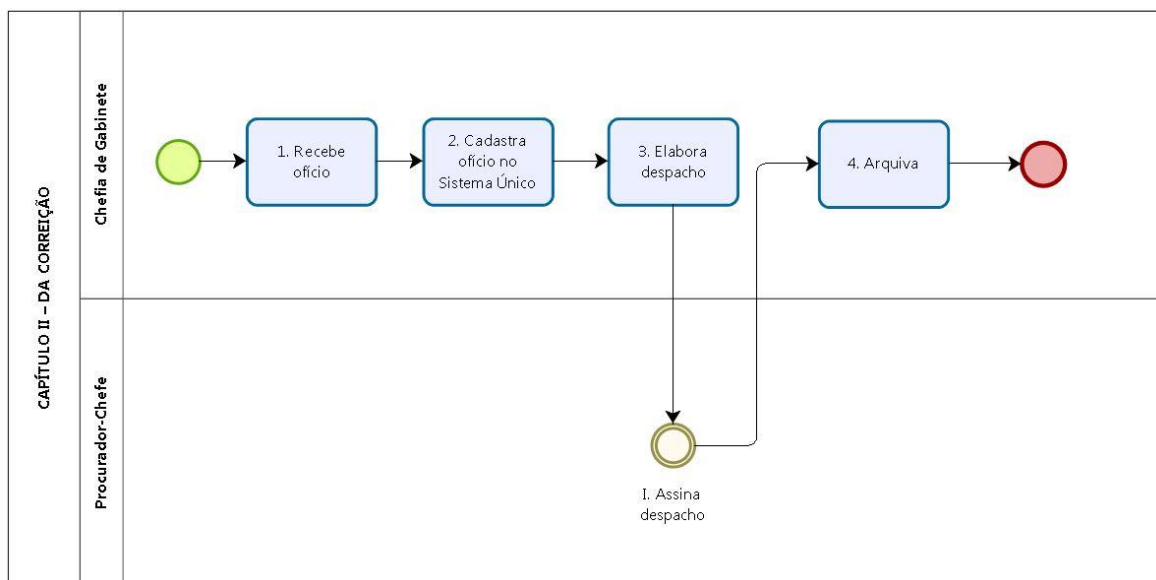 CAPÍTULO II – DA CORREIÇÃO
Chefia de Gabinete
1. Recebe
ofício
2. Cadastra
ofício no
Sistema Único
3. Elabora
despacho
4. Arquiva
Procurador-Chefe
I. Assina
despacho